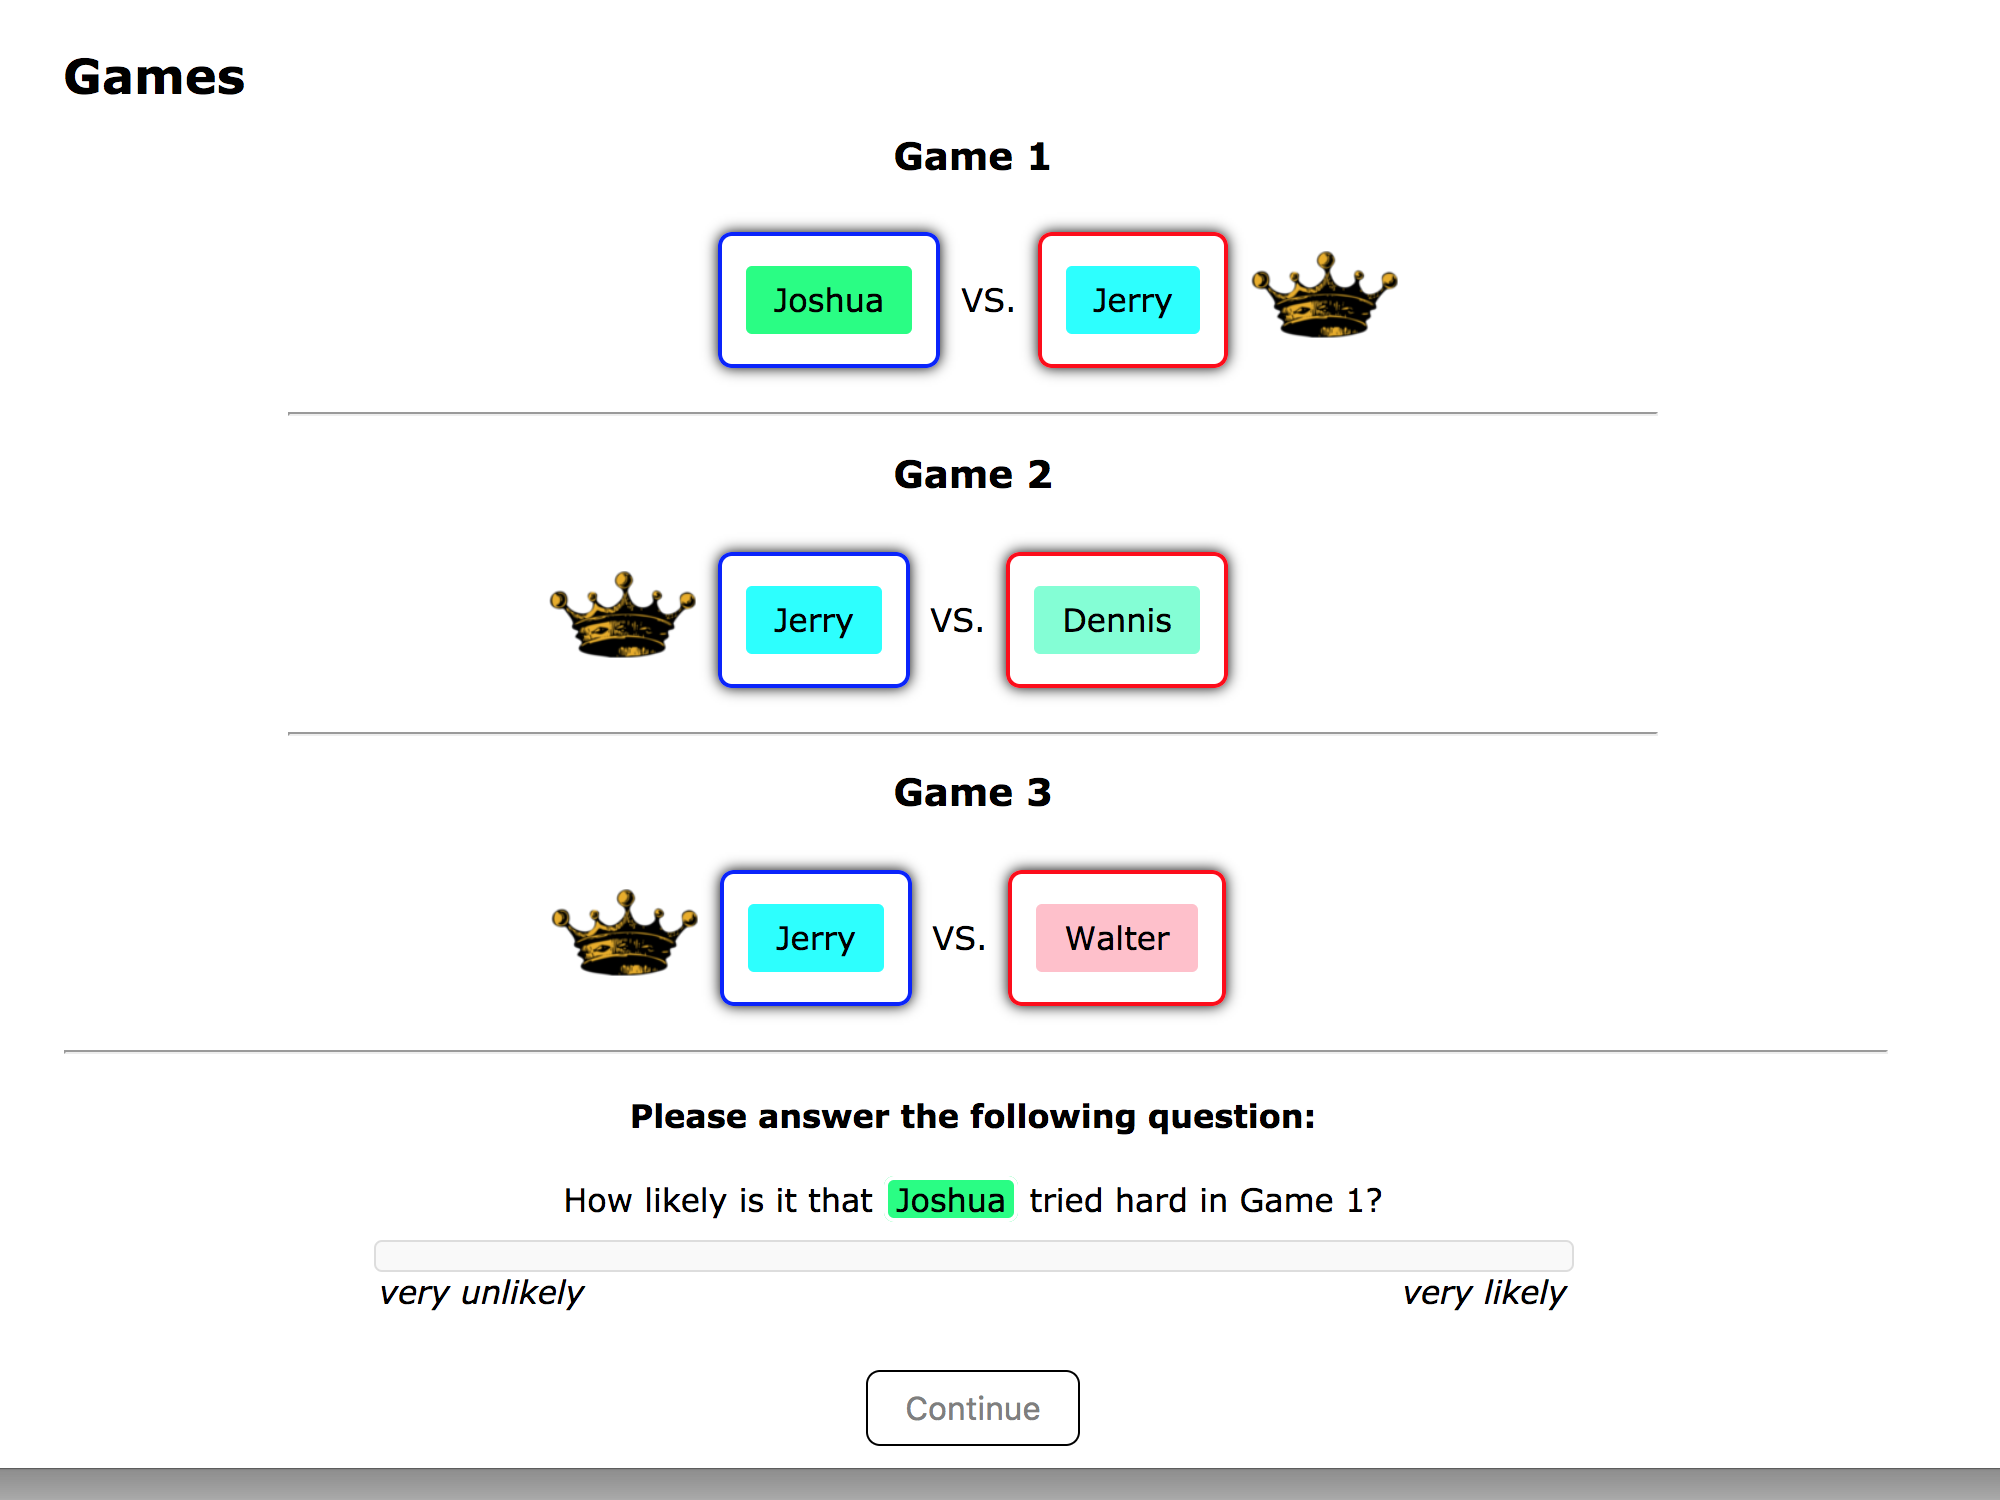 Games
Game 1
Joshua VS. Jerry
Game 2
Jerry VS. Dennis
Game 3
Jerry VS. Walter
Please answer the following question:
How likely is it that Joshua tried hard in Game 1?
very unlikely very likely
Continue